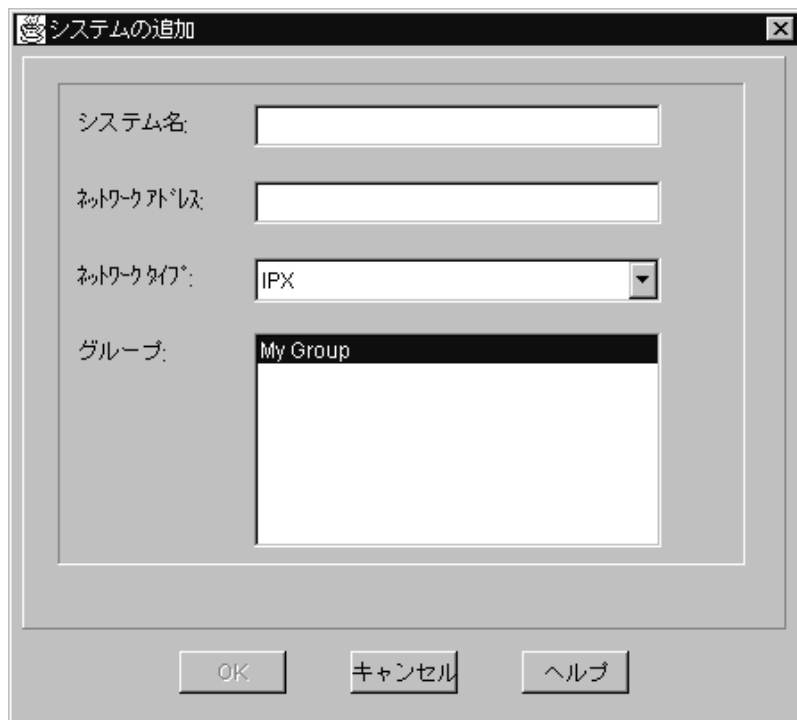 システムの追加
システム名:
ﾈｯﾄﾜｰｸ ｱﾄﾞﾚｽ:
ﾈｯﾄﾜｰｸ ﾀｲﾌﾟ:
IPX
グループ:
My Group
OK
キャンセル
ヘルプ